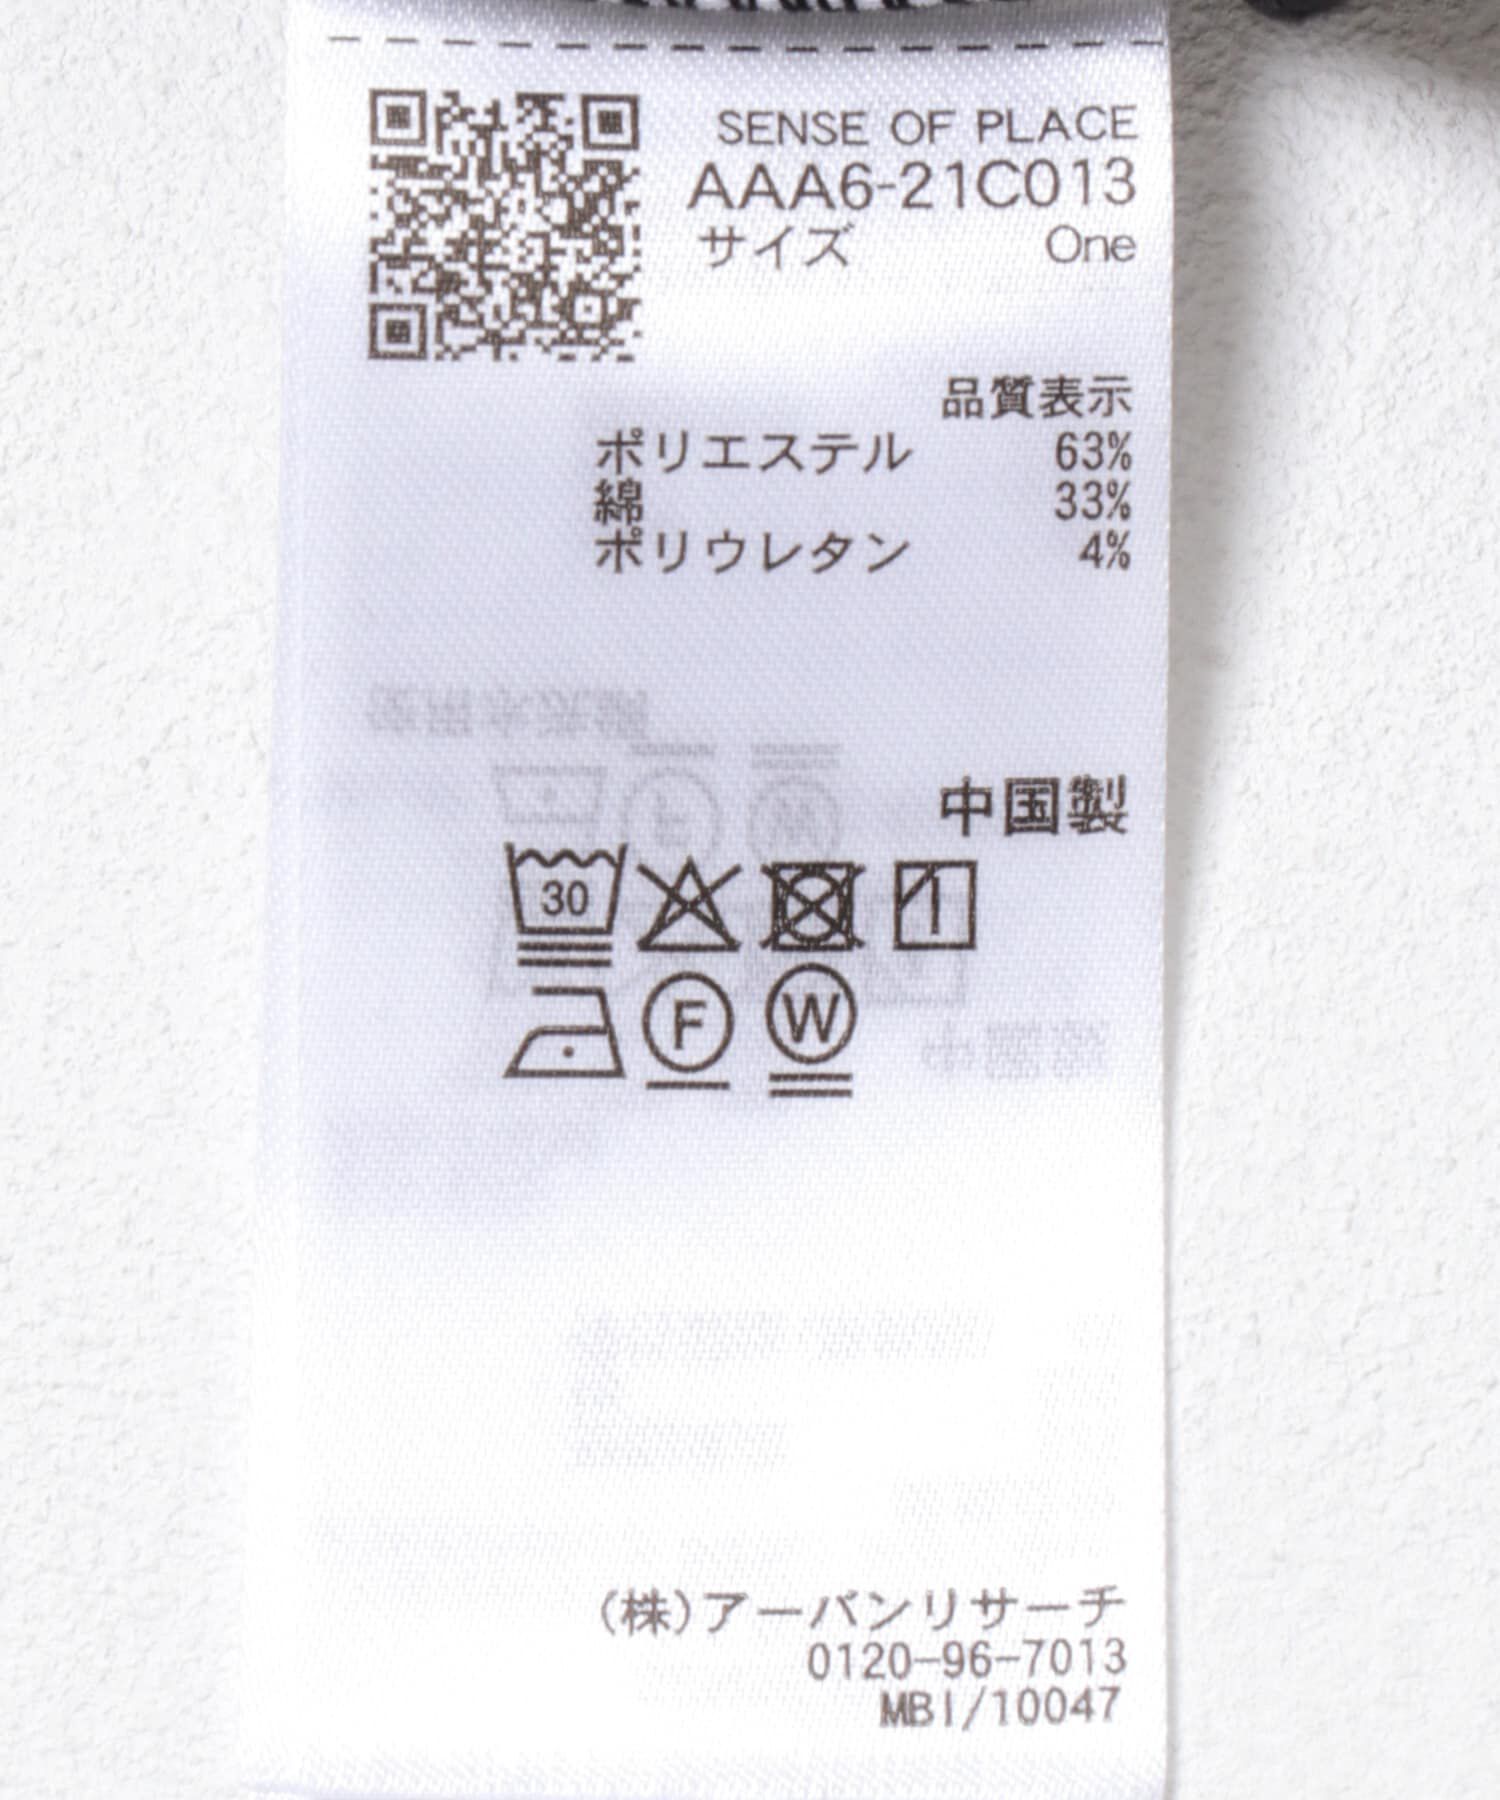 SENSE OF PLACE
AAA6-21C013
サイズ One
品質表示
ポリエステル 63%
綿 33%
ポリウレタン 4%
中国製
30
F W
(株)アーバンリサーチ
0120-96-7013
MBI/10047